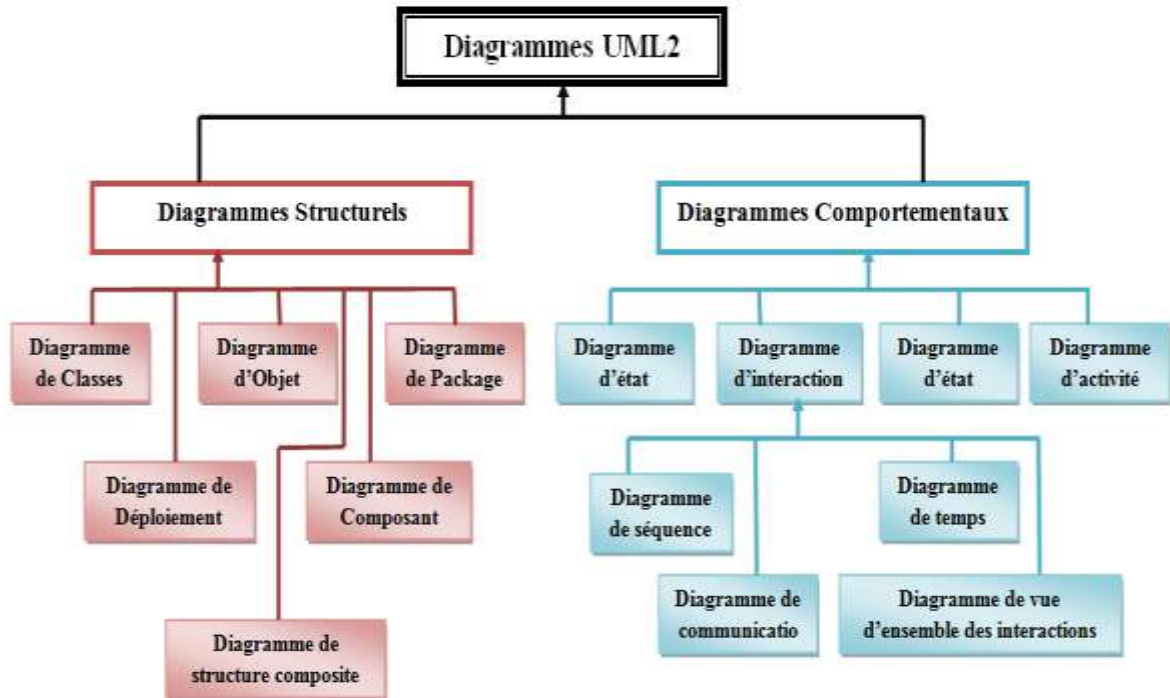 Diagrammes UML2
Diagrammes Structurels
Diagrammes Comportementaux
Diagramme
de Classes
Diagramme
d'Objet
Diagramme
de Package
Diagramme
d'état
Diagramme
d'interaction
Diagramme
d'état
Diagramme
d'activité
Diagramme de
Déploiement
Diagramme de
Composant
Diagramme
de séquence
Diagramme
de temps
Diagramme de
communicatio
Diagramme de vue
d'ensemble des interactions
Diagramme de
structure composite